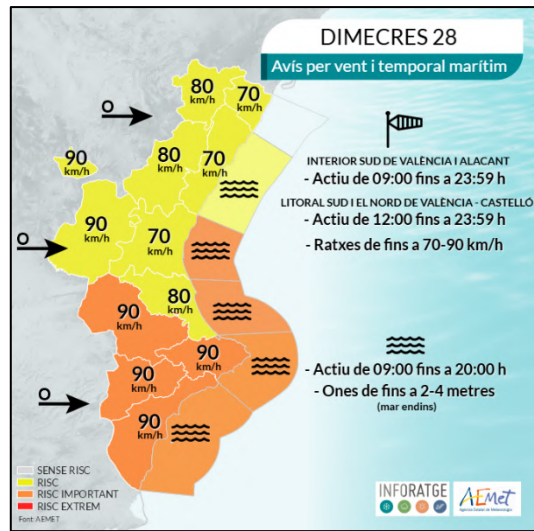 DIMECRES 28
Avís per vent i temporal marítim
80
km/h
70
km/h
O
90
km/h
80
km/h
70
km/h
90
km/h
70
km/h
O
80
km/h
90
km/h
90
km/h
90
km/h
O
90
km/h
INTERIOR SUD DE VALÈNCIA I ALACANT
- Actiu de 09:00 fins a 23:59 h
LITORAL SUD I EL NORD DE VALÈNCIA - CASTELLÓ
- Actiu de 12:00 fins a 23:59 h
- Ratxes de fins a 70-90 km/h
- Actiu de 09:00 fins a 20:00 h
- Ones de fins a 2-4 metres
(mar endins)
SENSE RISC
RISC
RISC IMPORTANT
RISC EXTREM
Font: AEMET
INFORATGE
AEmet
Agencia Estatal de Meteorología